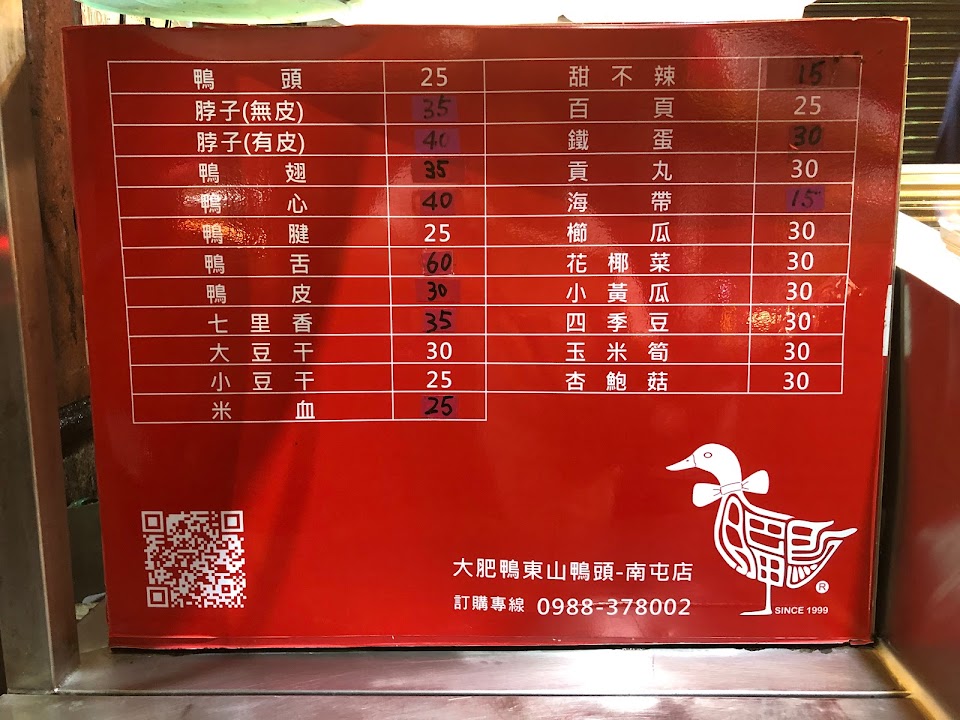 鴨頭 25
脖子(無皮) 35
脖子(有皮) 40
鴨翅 35
鴨心 40
鴨腱 25
鴨舌 60
鴨皮 30
七里香 35
大豆干 30
小豆干 25
米血 25
甜不辣 15
百頁 25
鐵蛋 30
貢丸 30
海帶 15
櫛瓜 30
花椰菜 30
小黃瓜 30
四季豆 30
玉米筍 30
杏鮑菇 30
大肥鴨東山鴨頭-南屯店
訂購專線 0988-378002
肥鴨
®
SINCE 1999